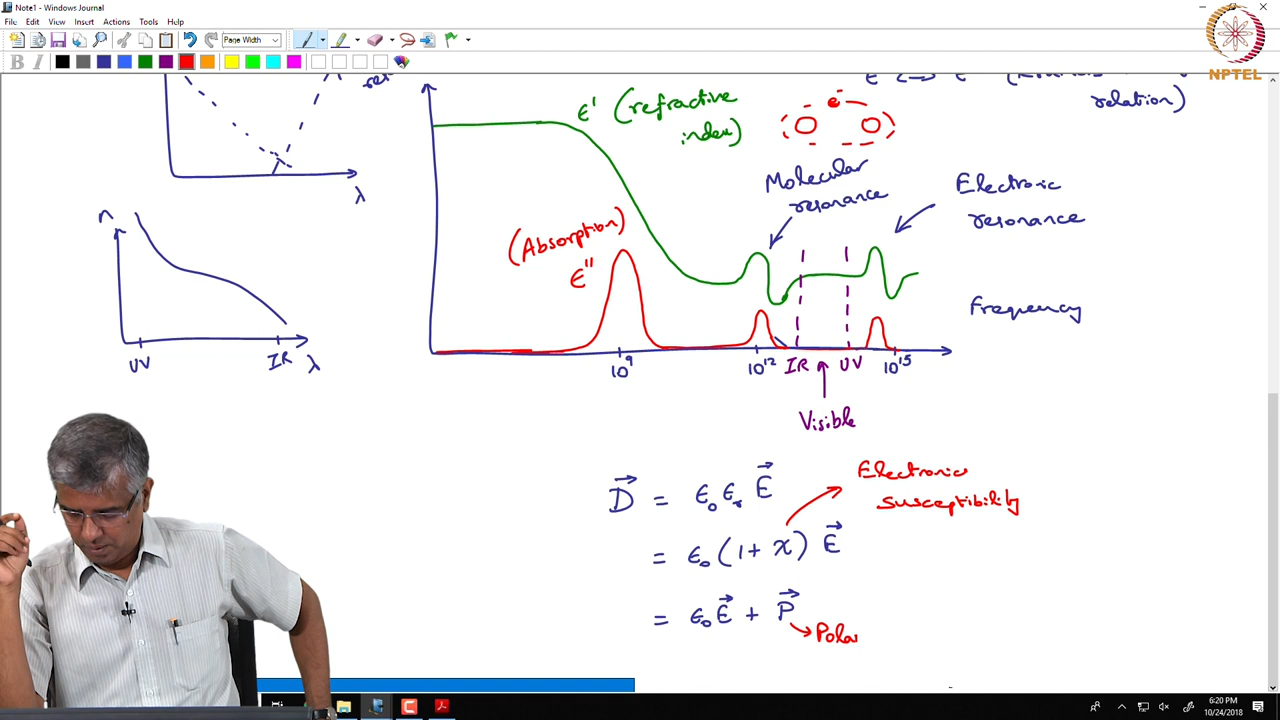 Note1 - Windows Journal
File Edit View Insert Actions Tools Help
Page Width
NPTEL
relation)
λ
ε' (refractive
index)
e⁻
Molecular
resonance
Electronic
resonance
n
UV
IR
λ
(Absorption)
ε"
Frequency
10⁹
10¹²
IR
UV
10¹⁵
Visible
D⃗ = ε₀ εᵣ E⃗
Electronic
susceptibility
= ε₀ (1 + χ) E⃗
= ε₀ E⃗ + P⃗
Polar
6:20 PM
10/24/2018